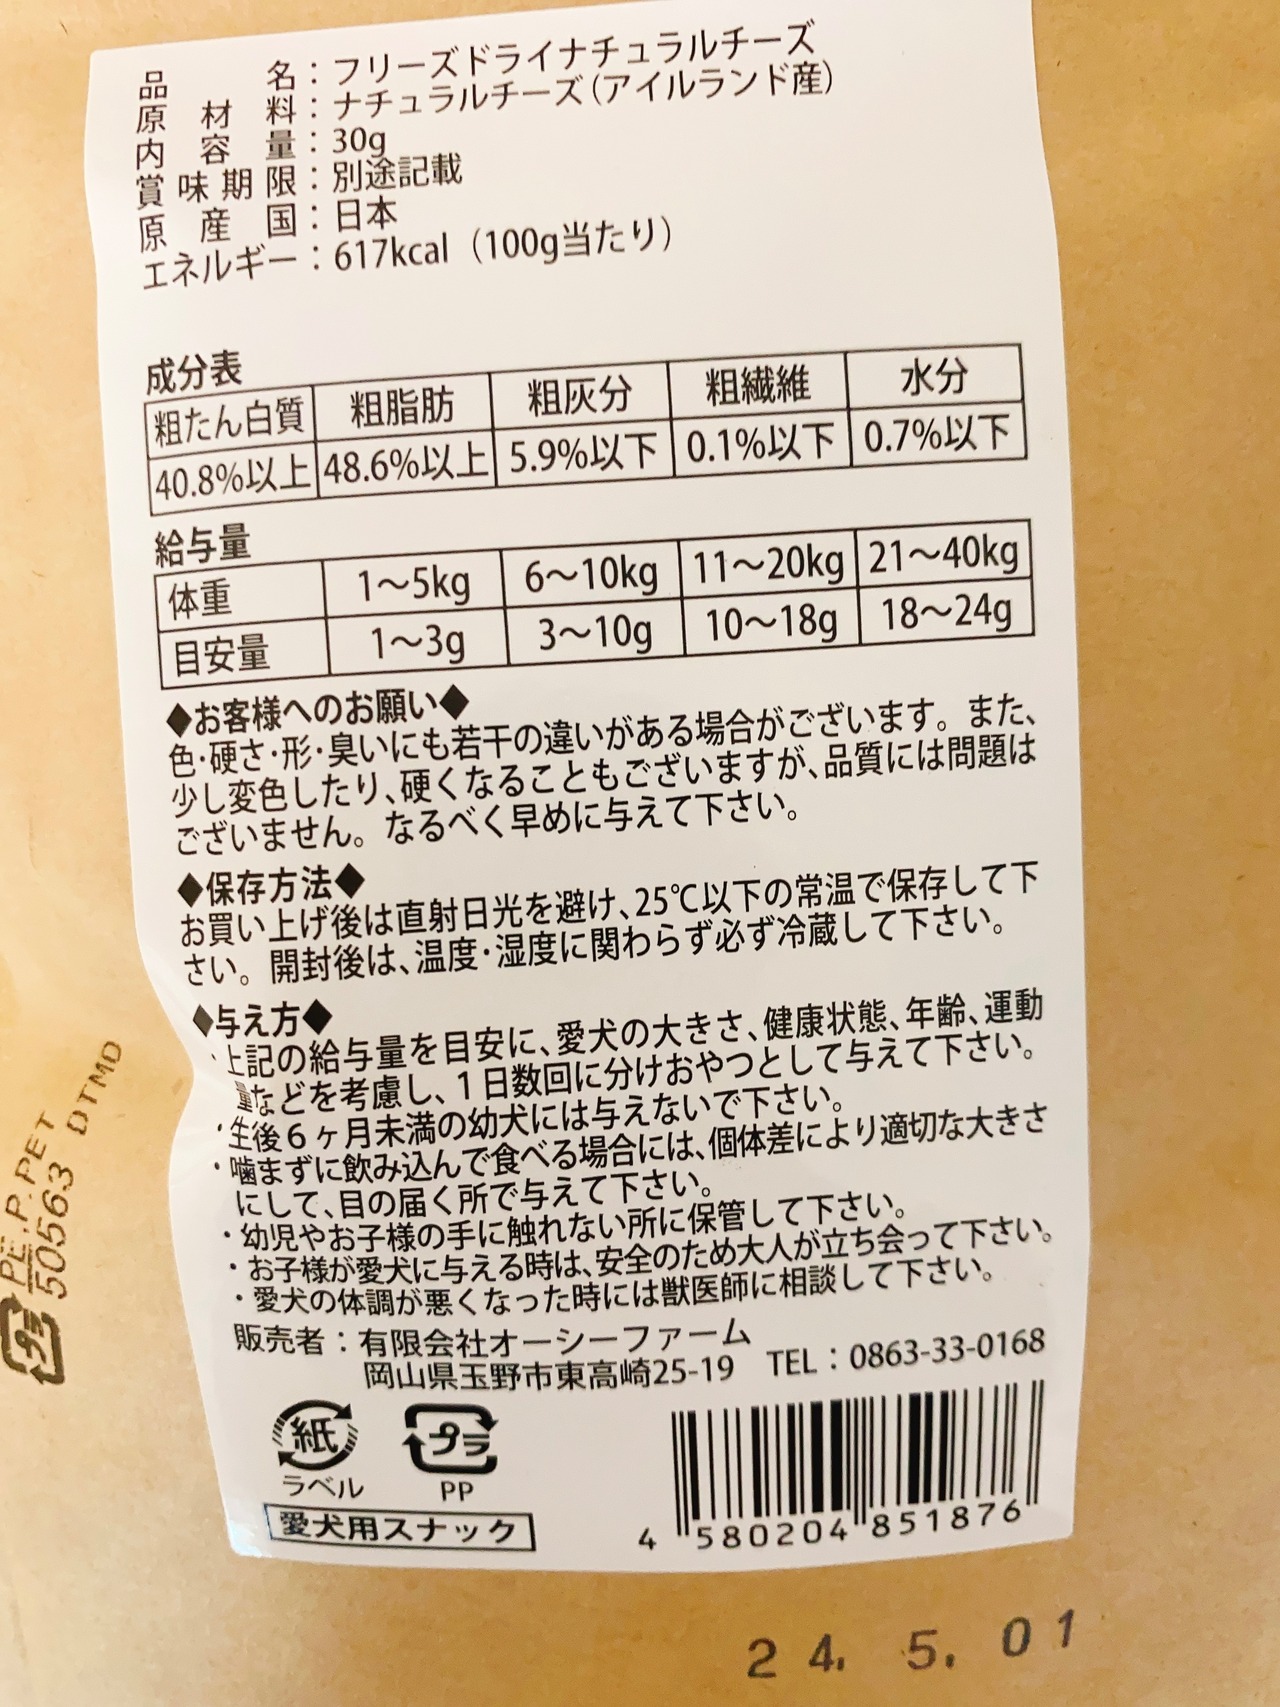 品名：フリーズドライナチュラルチーズ
原材料：ナチュラルチーズ（アイルランド産）
内容量：30g
賞味期限：別途記載
原産国：日本
エネルギー：617kcal（100g当たり）
成分表
粗たん白質 粗脂肪 粗灰分 粗繊維 水分
40.8%以上 48.6%以上 5.9%以下 0.1%以下 0.7%以下
給与量
体重 1〜5kg 6〜10kg 11〜20kg 21〜40kg
目安量 1〜3g 3〜10g 10〜18g 18〜24g
◆お客様へのお願い◆
色・硬さ・形・臭いにも若干の違いがある場合がございます。また、
少し変色したり、硬くなることもございますが、品質には問題は
ございません。なるべく早めに与えて下さい。
◆保存方法◆
お買い上げ後は直射日光を避け、25℃以下の常温で保存して下
さい。開封後は、温度・湿度に関わらず必ず冷蔵して下さい。
◆与え方◆
・上記の給与量を目安に、愛犬の大きさ、健康状態、年齢、運動
量などを考慮し、1日数回に分けおやつとして与えて下さい。
・生後6ヶ月未満の幼犬には与えないで下さい。
・噛まずに飲み込んで食べる場合には、個体差により適切な大きさ
にして、目の届く所で与えて下さい。
・幼児やお子様の手に触れない所に保管して下さい。
・お子様が愛犬に与える時は、安全のため大人が立ち会って下さい。
・愛犬の体調が悪くなった時には獣医師に相談して下さい。
販売者：有限会社オーシーファーム
岡山県玉野市東高崎25-19 TEL：0863-33-0168
紙 プラ
ラベル PP
愛犬用スナック
4 580204 851876
24. 5. 01
PE.P.PET
50563 DTMD
プラ